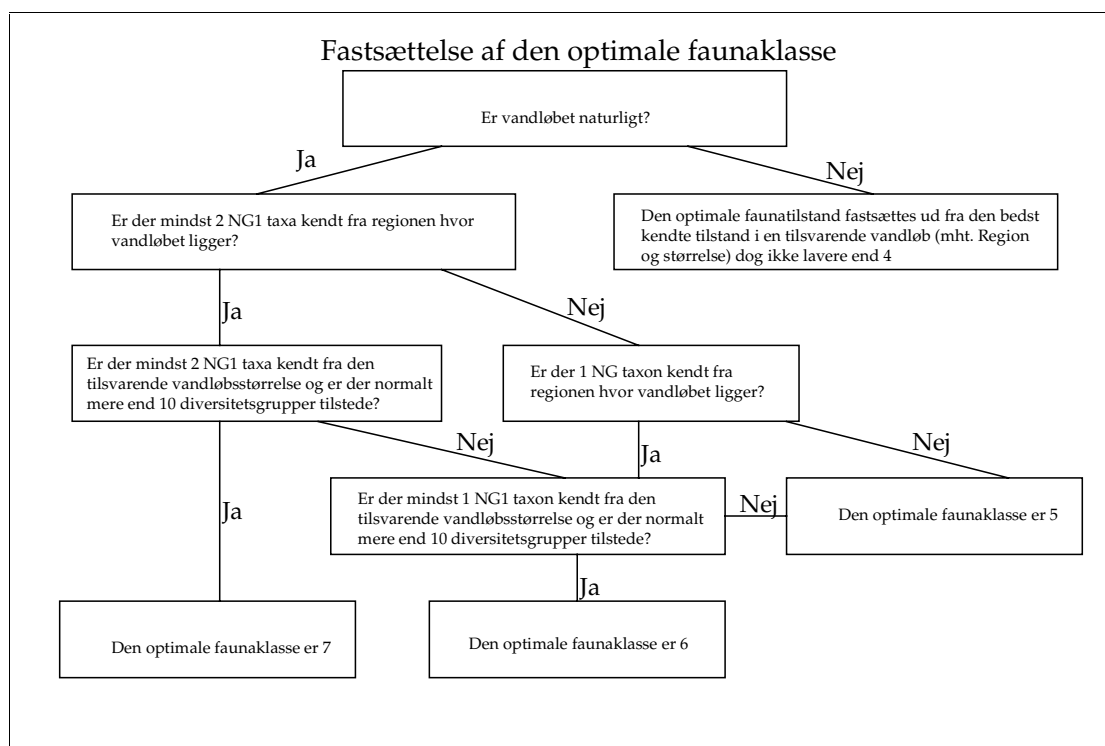 Fastsættelse af den optimale faunaklasse
Er vandløbet naturligt?
Ja
Nej
Er der mindst 2 NG1 taxa kendt fra regionen hvor
vandløbet ligger?
Den optimale faunatilstand fastsættes ud fra den bedst
kendte tilstand i en tilsvarende vandløb (mht. Region
og størrelse) dog ikke lavere end 4
Ja
Nej
Er der mindst 2 NG1 taxa kendt fra den
tilsvarende vandløbsstørrelse og er der normalt
mere end 10 diversitetsgrupper tilstede?
Er der 1 NG taxon kendt fra
regionen hvor vandløbet ligger?
Nej
Ja
Nej
Ja
Er der mindst 1 NG1 taxon kendt fra den
tilsvarende vandløbsstørrelse og er der normalt
mere end 10 diversitetsgrupper tilstede?
Nej
Den optimale faunaklasse er 5
Ja
Den optimale faunaklasse er 7
Den optimale faunaklasse er 6